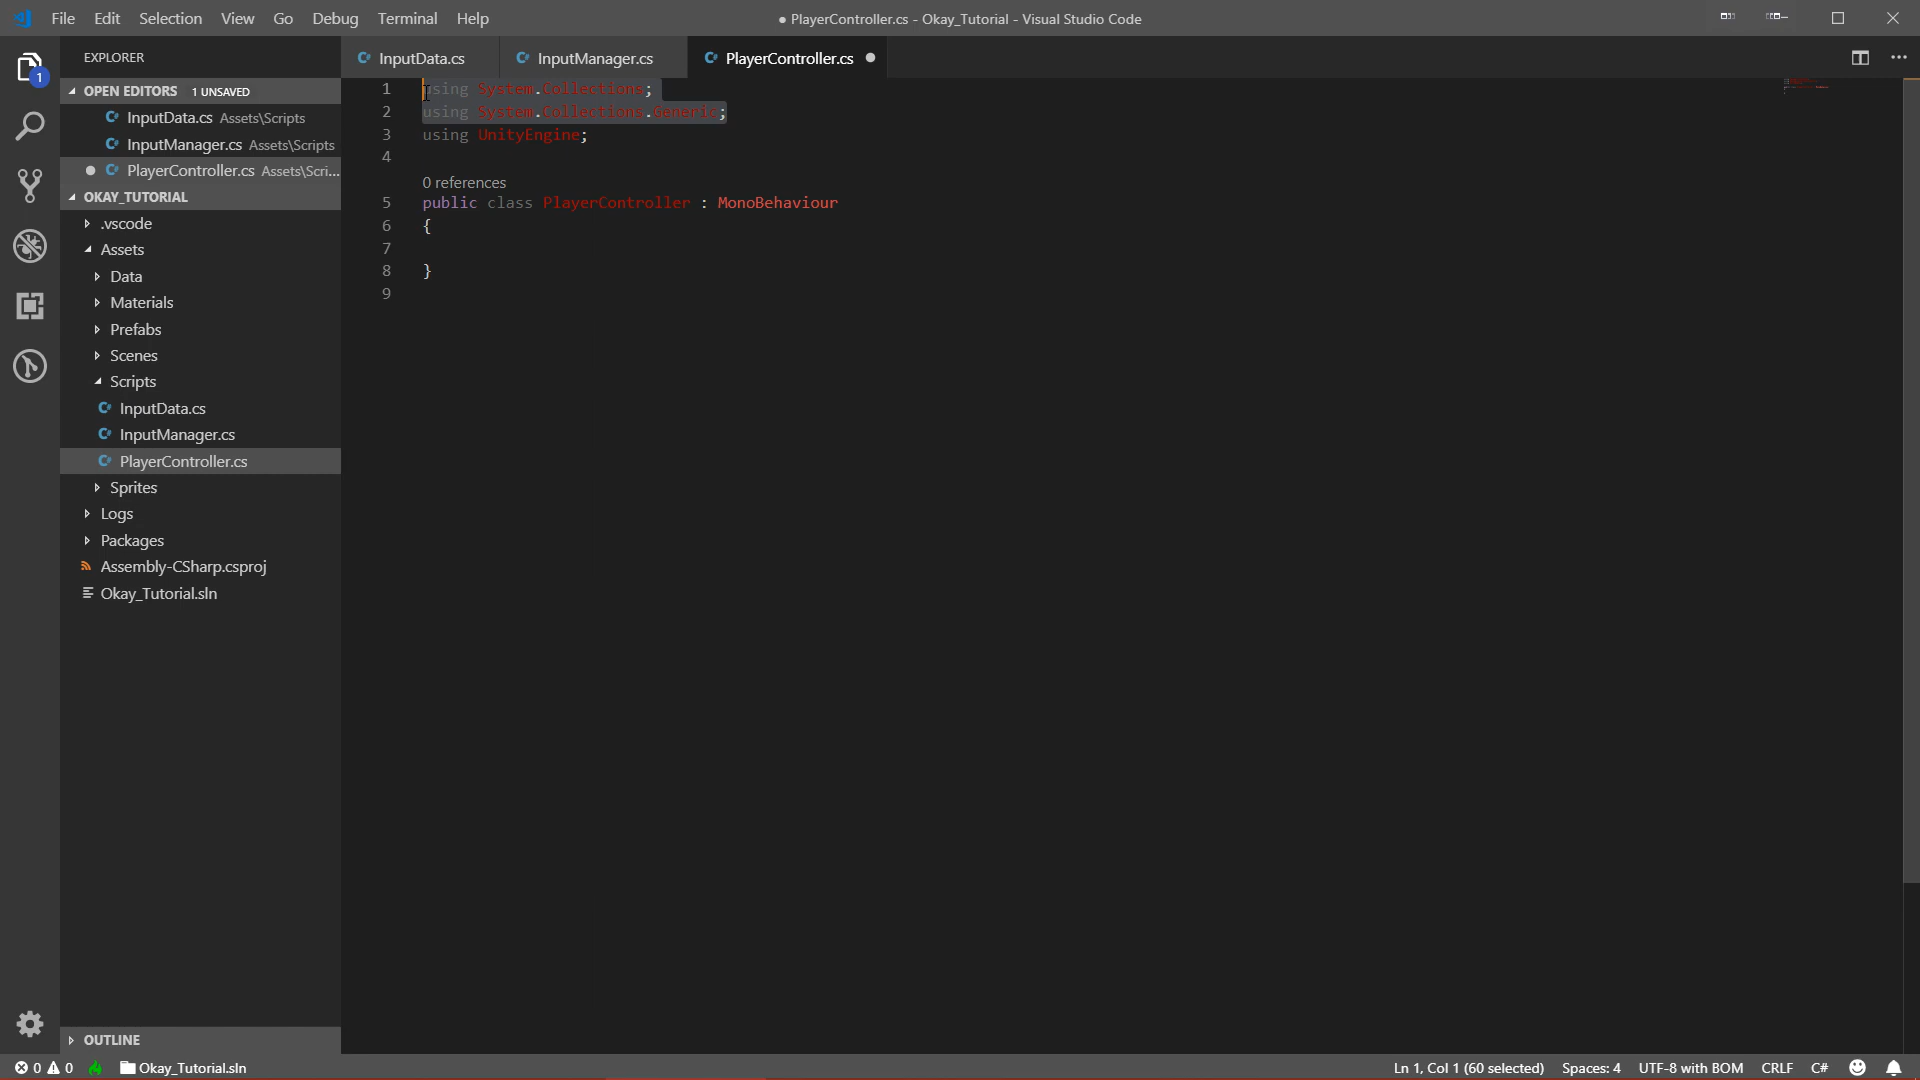 File Edit Selection View Go Debug Terminal Help
● PlayerController.cs - Okay_Tutorial - Visual Studio Code
EXPLORER
OPEN EDITORS 1 UNSAVED
InputData.cs Assets\Scripts
InputManager.cs Assets\Scripts
PlayerController.cs Assets\Scri...
OKAY_TUTORIAL
.vscode
Assets
Data
Materials
Prefabs
Scenes
Scripts
InputData.cs
InputManager.cs
PlayerController.cs
Sprites
Logs
Packages
Assembly-CSharp.csproj
Okay_Tutorial.sln
OUTLINE
1
InputData.cs InputManager.cs PlayerController.cs
1 using System.Collections;
2 using System.Collections.Generic;
3 using UnityEngine;
4
0 references
5 public class PlayerController : MonoBehaviour
6 {
7
8 }
9
0 0 Okay_Tutorial.sln
Ln 1, Col 1 (60 selected) Spaces: 4 UTF-8 with BOM CRLF C#